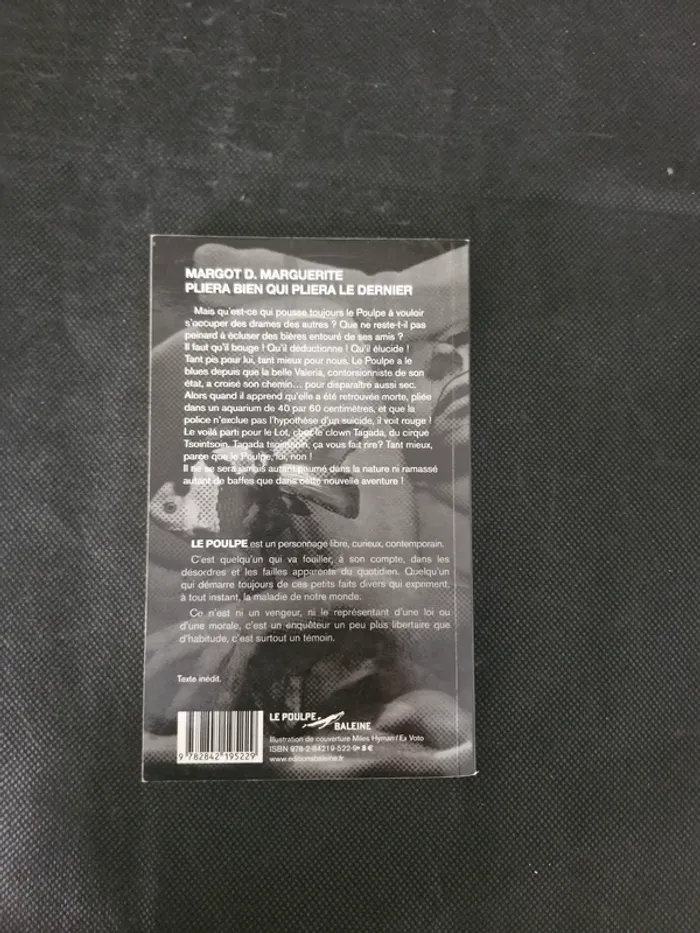 MARGOT D. MARGUERITE
PLIERA BIEN QUI PLIERA LE DERNIER
Mais qu'est-ce qui pousse toujours le Poulpe à vouloir
s'occuper des drames des autres ? Que ne reste-t-il pas
peinard à écluser des bières entouré de ses amis ?
Il faut qu'il bouge ! Qu'il déductionne ! Qu'il élucide !
Tant pis pour lui, tant mieux pour nous. Le Poulpe a le
blues depuis que la belle Valeria, contorsionniste de son
état, a croisé son chemin... pour disparaître aussi sec.
Alors quand il apprend qu'elle a été retrouvée morte, pliée
dans un aquarium de 40 par 60 centimètres, et que la
police n'exclue pas l'hypothèse d'un suicide, il voit rouge !
Le voilà parti pour le Lot, chez le clown Tagada, du cirque
Tsointsoin. Tagada tsointsoin, ça vous fait rire? Tant mieux,
parce que le Poulpe, lui, non !
Il ne se sera jamais autant paumé dans la nature ni ramassé
autant de baffes que dans cette nouvelle aventure !
LE POULPE est un personnage libre, curieux, contemporain.
C'est quelqu'un qui va fouiller, à son compte, dans les
désordres et les failles apparents du quotidien. Quelqu'un
qui démarre toujours de ces petits faits divers qui expriment,
à tout instant, la maladie de notre monde.
Ce n'est ni un vengeur, ni le représentant d'une loi ou
d'une morale, c'est un enquêteur un peu plus libertaire que
d'habitude, c'est surtout un témoin.
Texte inédit.
LE POULPE
BALEINE
Illustration de couverture Miles Hyman / Ex Voto
ISBN 978-2-84219-522-9 • 8 €
www.editionsbaleine.fr
9 782842 195229